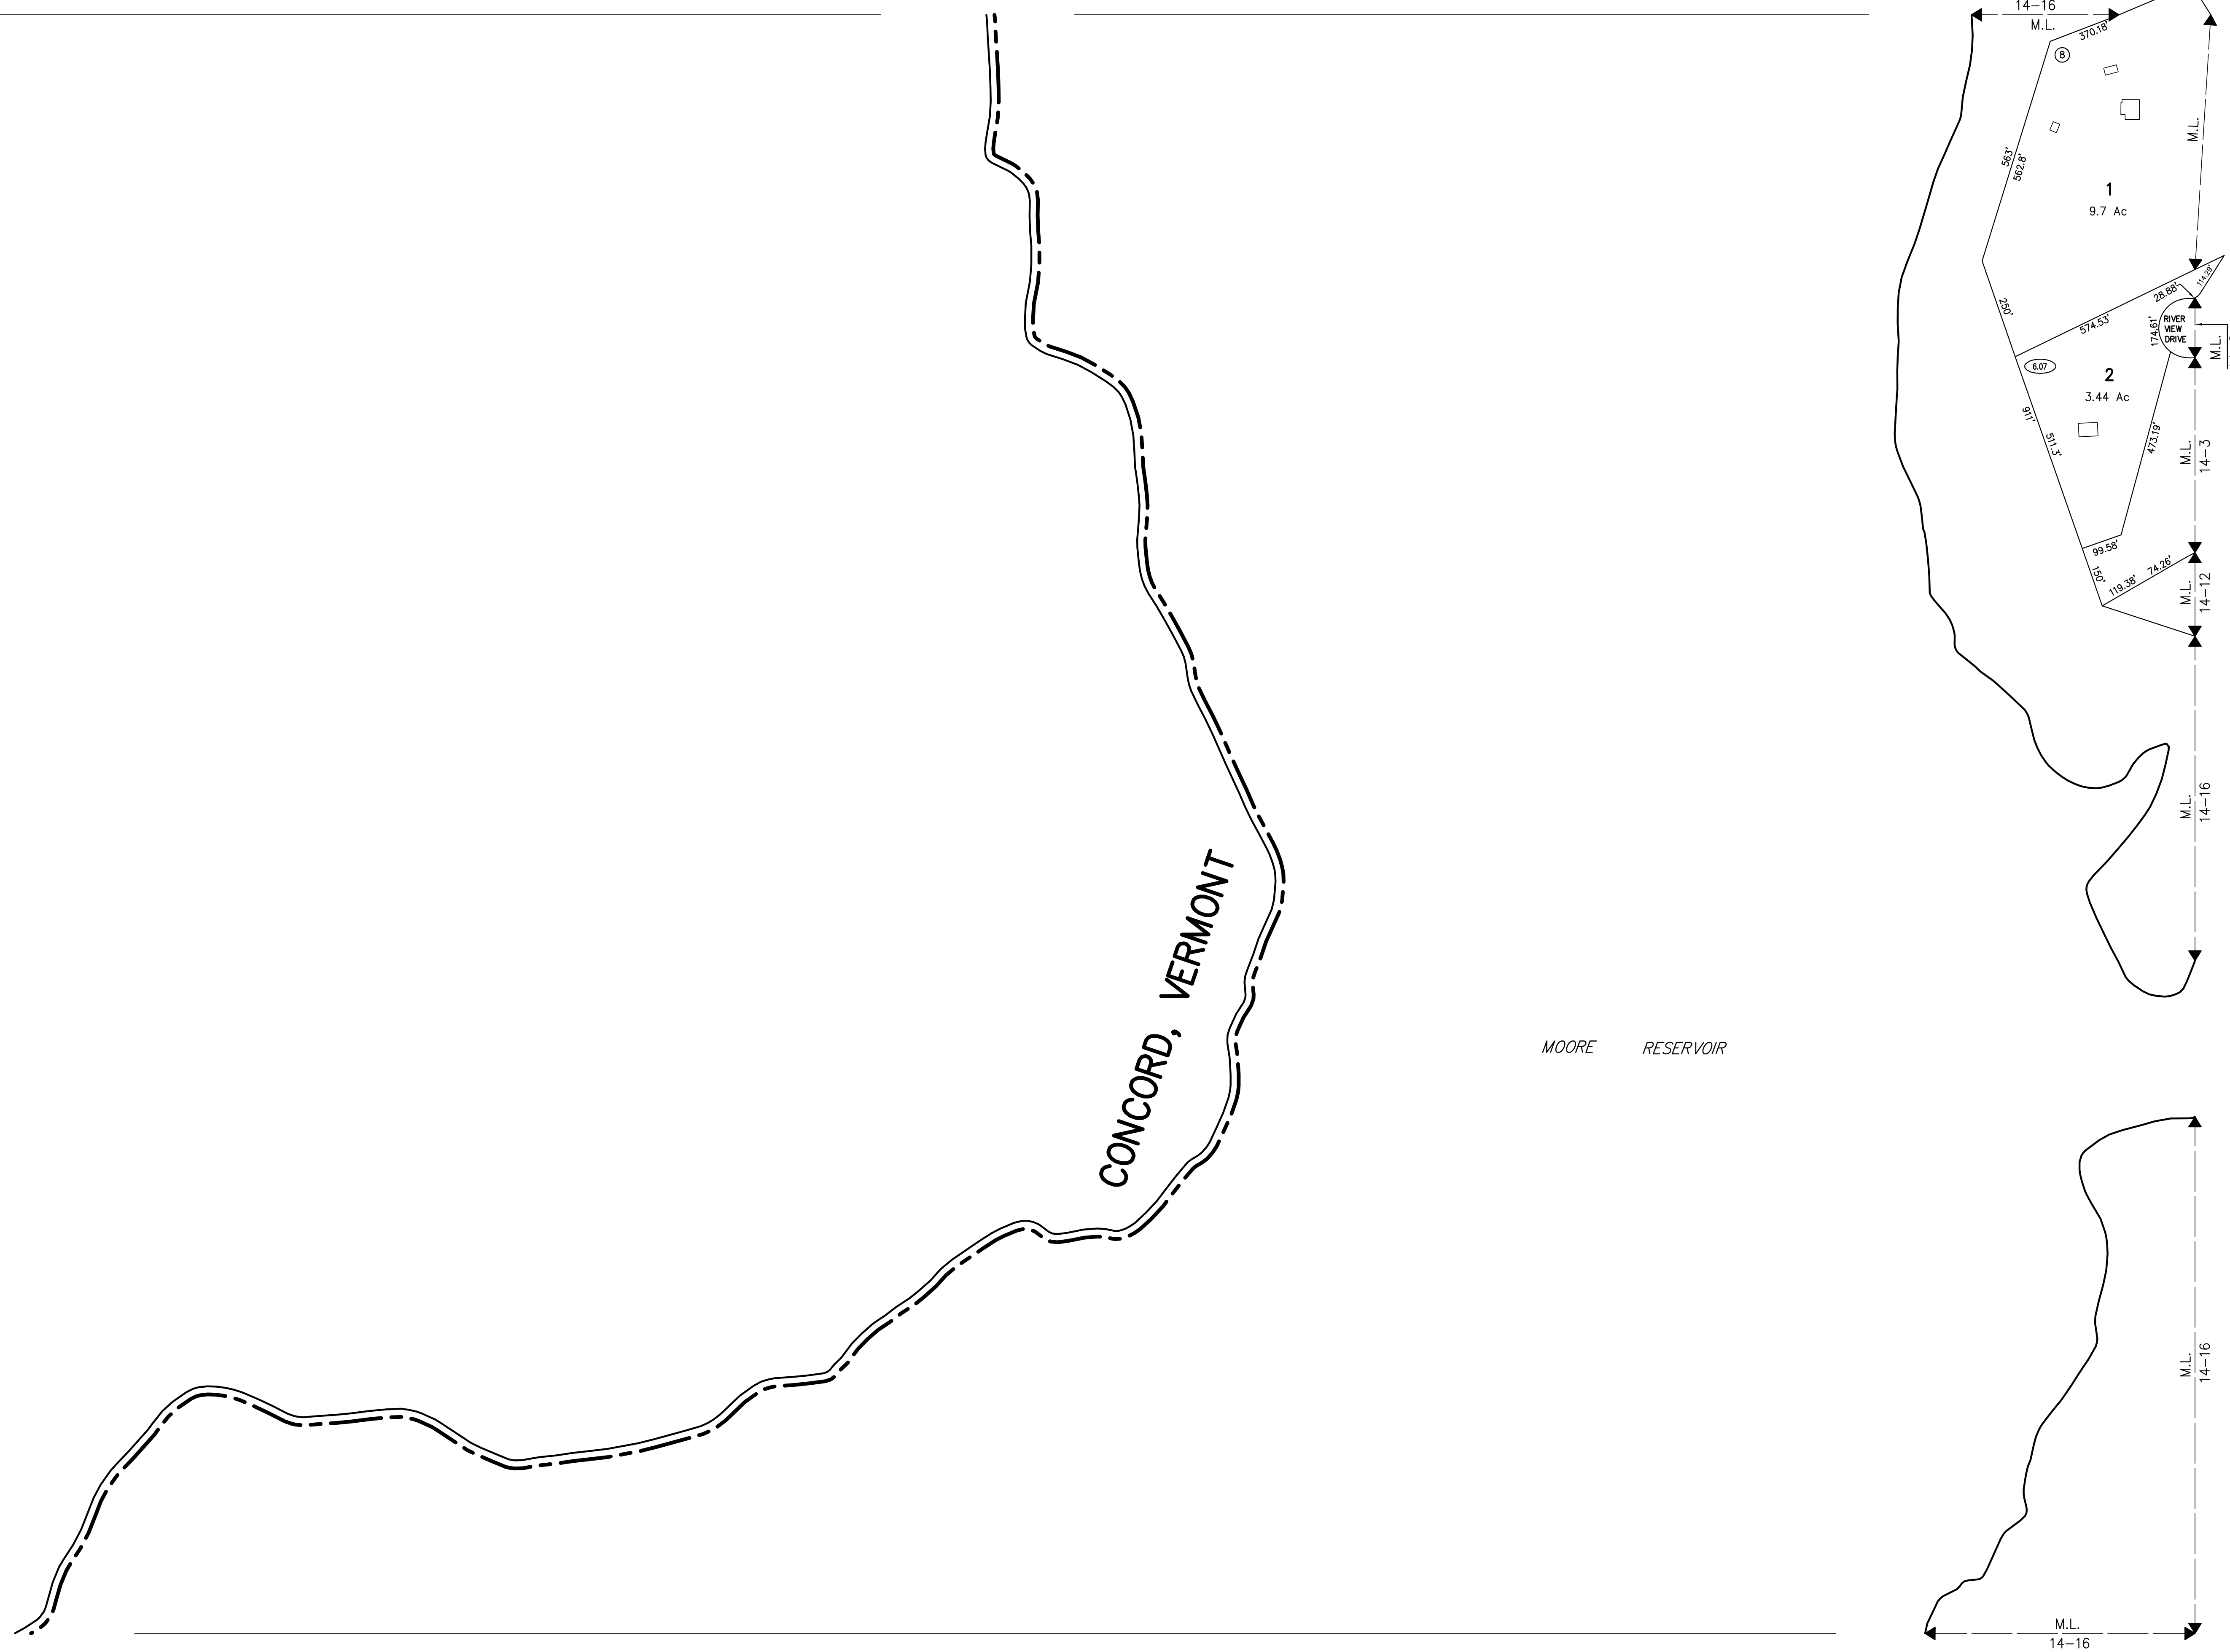 14-16
M.L.
370.18'
8
M.L.
563'
562.8'
1
9.7 Ac
114.29'
28.88'
250'
574.53'
174.61'
RIVER
VIEW
DRIVE
M.L.
6.07
2
3.44 Ac
911'
511.3'
473.19'
M.L.
14-3
99.58'
150'
119.38'
74.26'
M.L.
14-12
M.L.
14-16
CONCORD, VERMONT
MOORE RESERVOIR
M.L.
14-16
M.L.
14-16